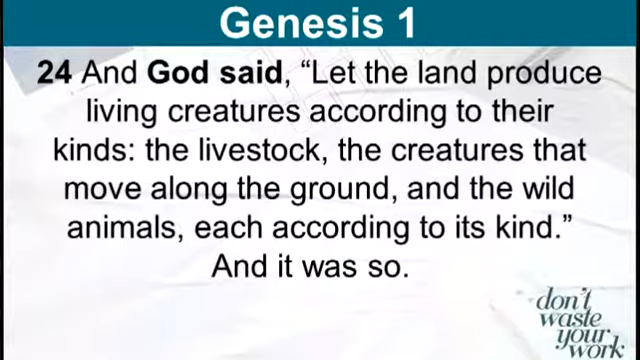 Genesis 1
24 And God said, “Let the land produce
living creatures according to their
kinds: the livestock, the creatures that
move along the ground, and the wild
animals, each according to its kind.”
And it was so.
don't
waste
your
work